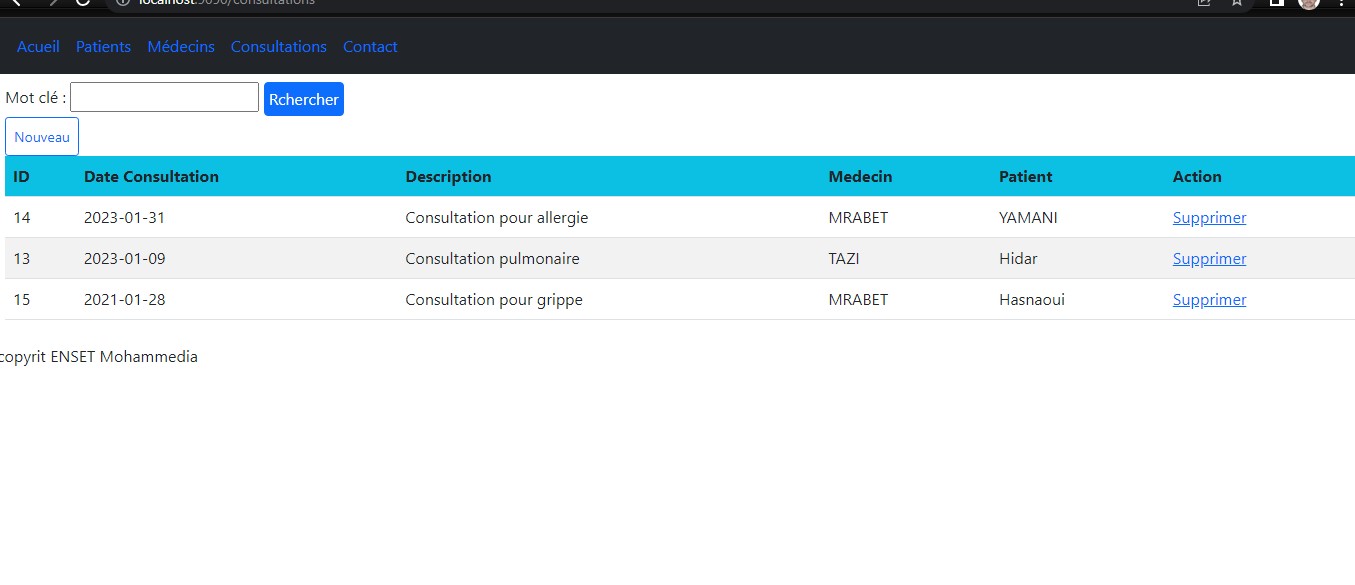 localhost:9090/consultations
Acueil Patients Médecins Consultations Contact
Mot clé : Rchercher
Nouveau
ID Date Consultation Description Medecin Patient Action
14 2023-01-31 Consultation pour allergie MRABET YAMANI Supprimer
13 2023-01-09 Consultation pulmonaire TAZI Hidar Supprimer
15 2021-01-28 Consultation pour grippe MRABET Hasnaoui Supprimer
copyrit ENSET Mohammedia